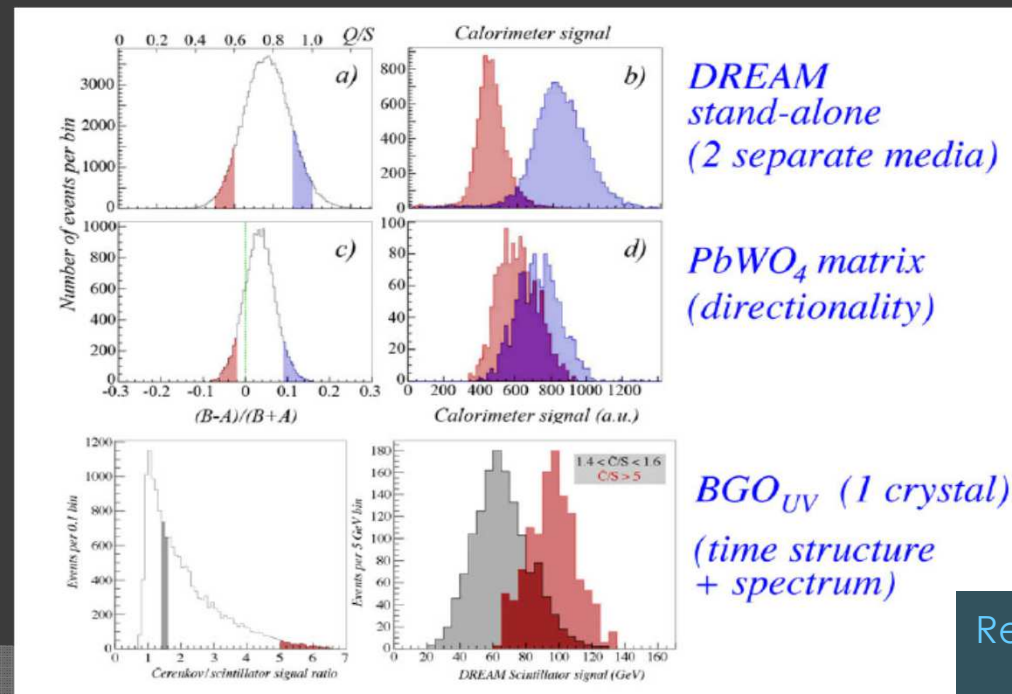 0 0.2 0.4 0.6 0.8 1.0 Q/S
Calorimeter signal
Number of events per bin
3000
2000
1000
0
a)
800
600
400
200
0
b)
DREAM
stand-alone
(2 separate media)
1000
800
600
400
200
0
c)
-0.3 -0.2 -0.1 0 0.1 0.2 0.3
(B-A)/(B+A)
100
80
60
40
20
0
d)
0 200 400 600 800 1000 1200
Calorimeter signal (a.u.)
PbWO4 matrix
(directionality)
Events per 0.1 bin
1200
1000
800
600
400
200
0
0 1 2 3 4 5 6 7
Čerenkov/scintillator signal ratio
Events per 5 GeV bin
180
160
140
120
100
80
60
40
20
0
1.4 < Č/S < 1.6
Č/S > 5
0 20 40 60 80 100 120 140 160
DREAM Scintillator signal (GeV)
BGOUV (1 crystal)
(time structure
+ spectrum)
Re